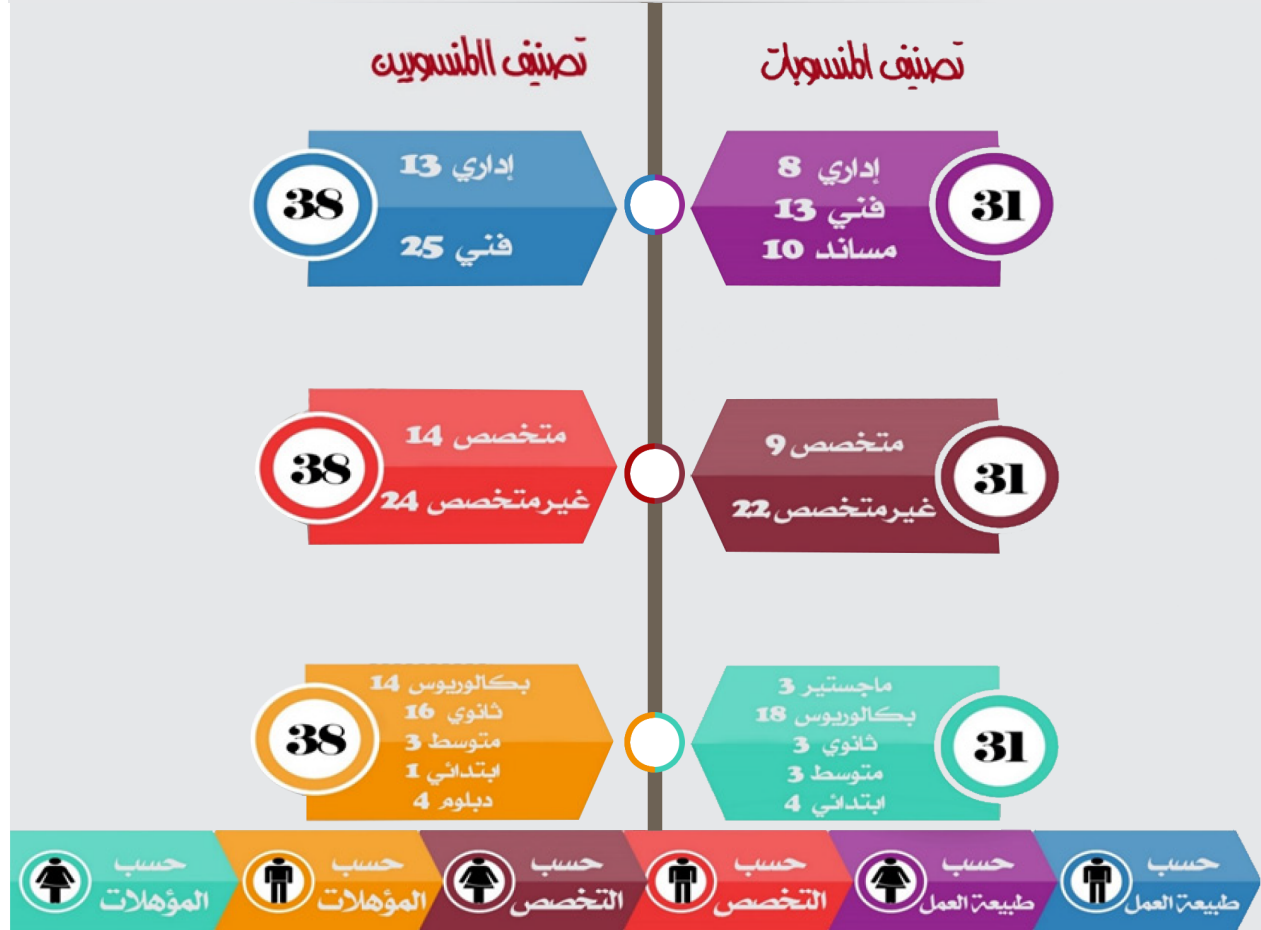 تصنيف المنسوبات
تصنيف االمنسوبين
إداري 8
فني 13
مساند 10
31
إداري 13
فني 25
38
متخصص 9
غيرمتخصص 22
31
متخصص 14
غيرمتخصص 24
38
ماجستير 3
بكالوريوس 18
ثانوي 3
متوسط 3
ابتدائي 4
31
بكالوريوس 14
ثانوي 16
متوسط 3
ابتدائي 1
دبلوم 4
38
حسب
طبيعة العمل
حسب
طبيعة العمل
حسب
التخصص
حسب
التخصص
حسب
المؤهلات
حسب
المؤهلات